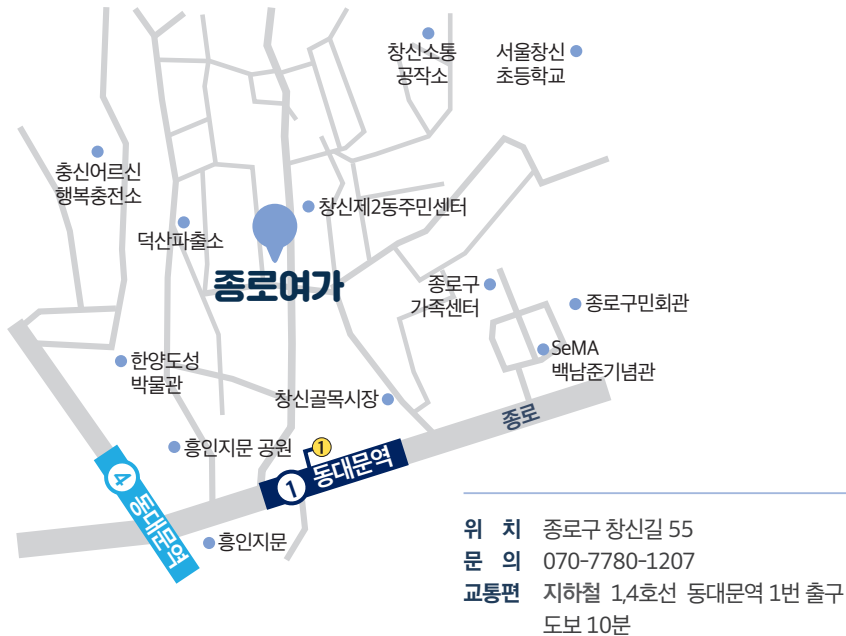 창신소통
공작소
서울창신
초등학교
충신어르신
행복충전소
창신제2동주민센터
덕산파출소
종로여가
종로구
가족센터
종로구민회관
SeMA
백남준기념관
한양도성
박물관
창신골목시장
종로
흥인지문 공원
1
1 동대문역
4 동대문역
흥인지문
위 치 종로구 창신길 55
문 의 070-7780-1207
교통편 지하철 1,4호선 동대문역 1번 출구
도보 10분